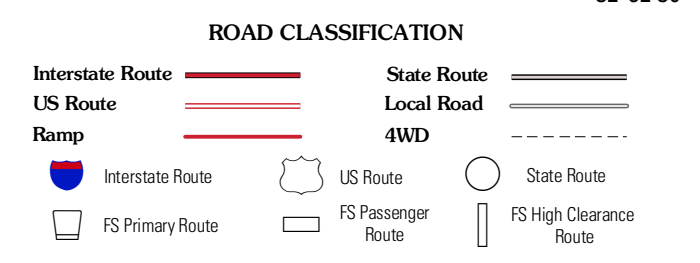 ROAD CLASSIFICATION
Interstate Route
State Route
US Route
Local Road
Ramp
4WD
Interstate Route
US Route
State Route
FS Primary Route
FS Passenger
Route
FS High Clearance
Route